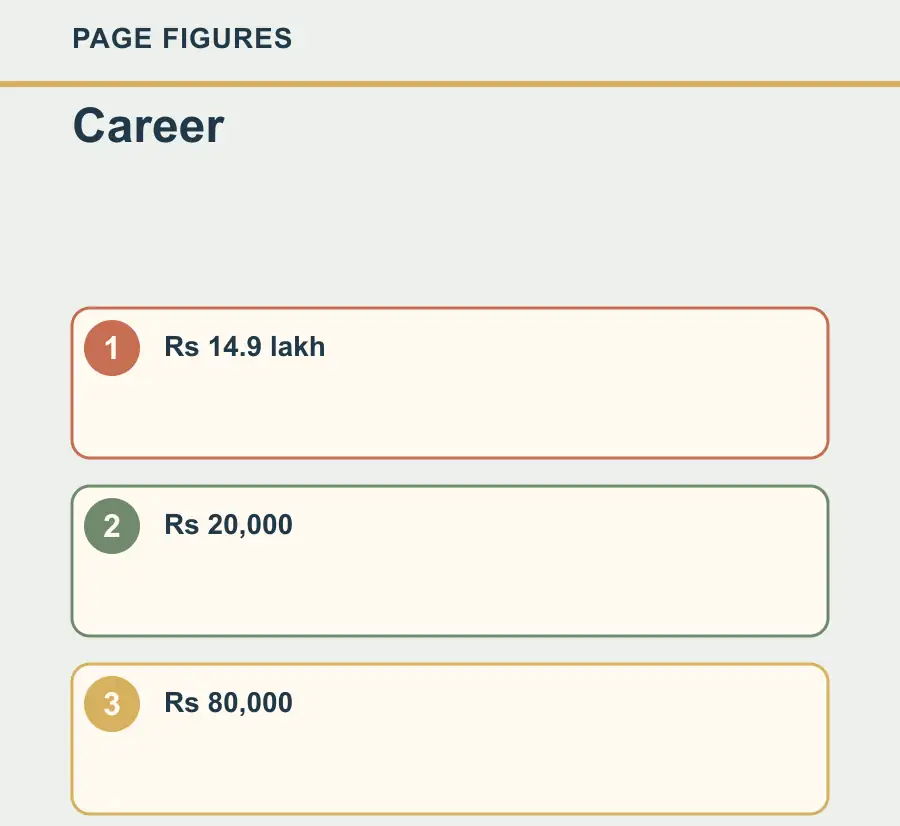 PAGE FIGURES
Career
1 Rs 14.9 lakh
2 Rs 20,000
3 Rs 80,000